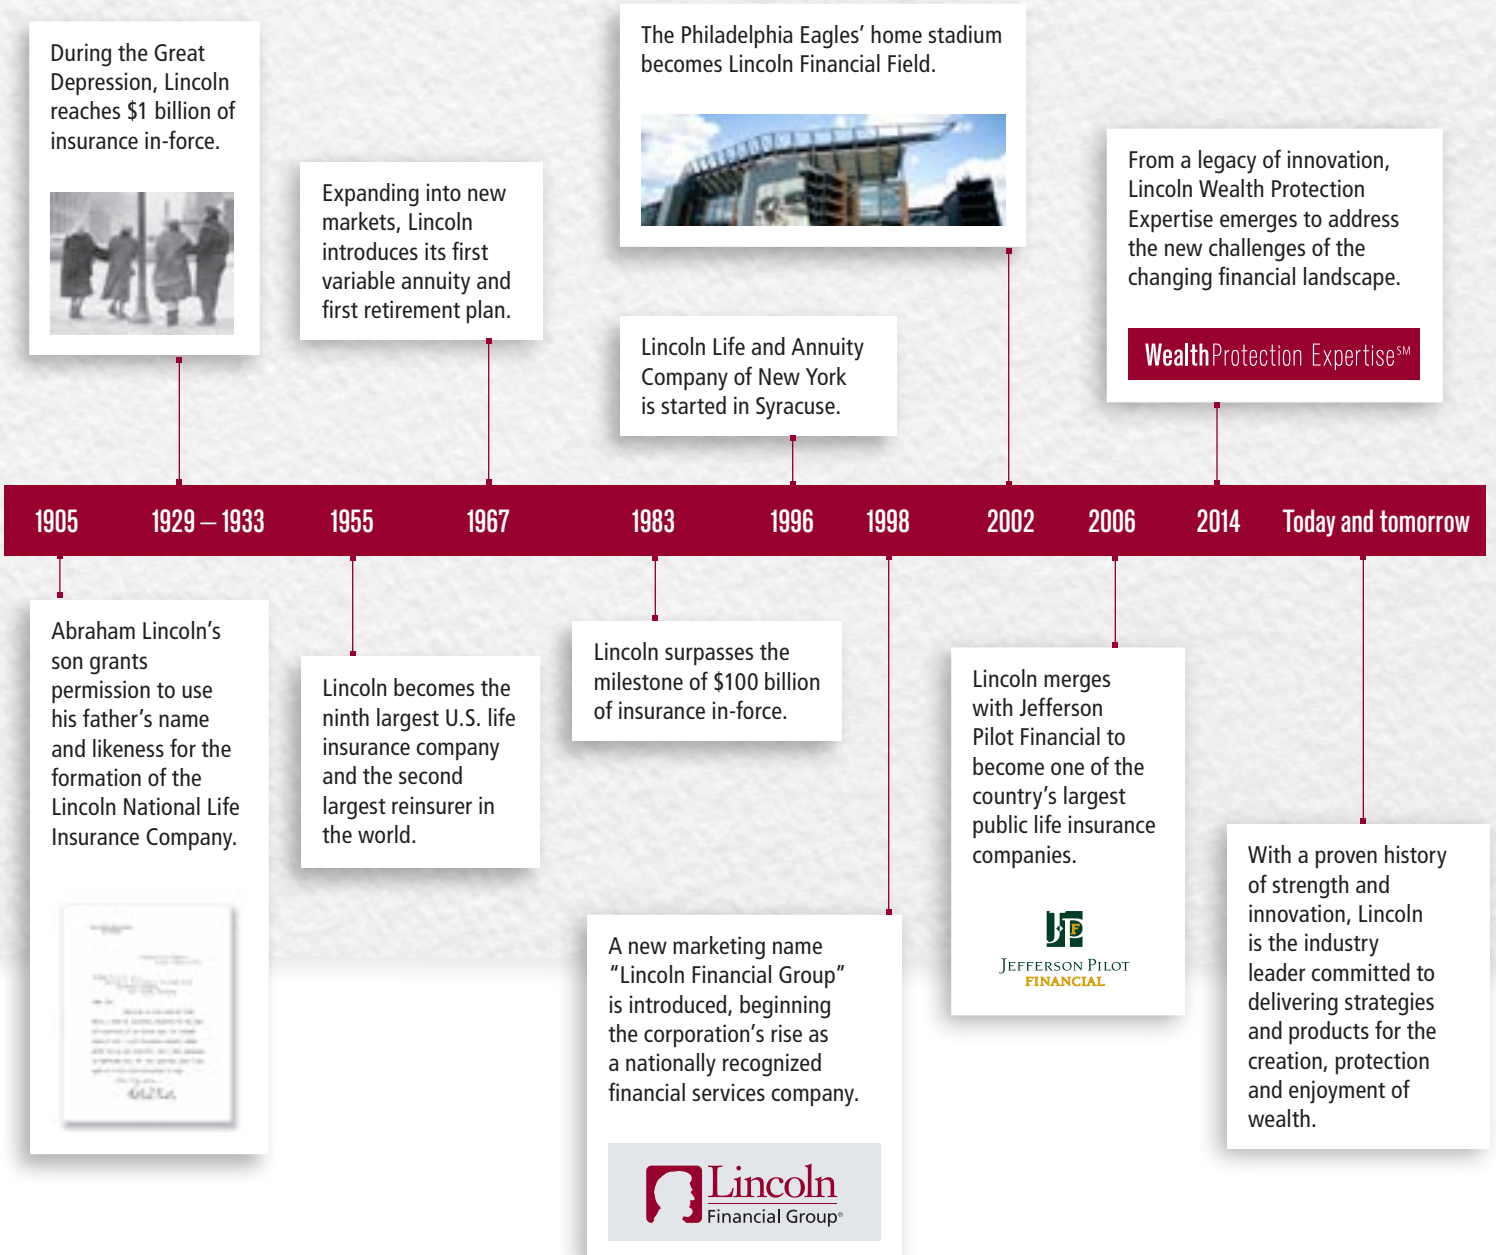 During the Great
Depression, Lincoln
reaches $1 billion of
insurance in-force.
Expanding into new
markets, Lincoln
introduces its first
variable annuity and
first retirement plan.
The Philadelphia Eagles’ home stadium
becomes Lincoln Financial Field.
Lincoln Life and Annuity
Company of New York
is started in Syracuse.
From a legacy of innovation,
Lincoln Wealth Protection
Expertise emerges to address
the new challenges of the
changing financial landscape.
WealthProtection Expertise℠
1905 1929 – 1933 1955 1967 1983 1996 1998 2002 2006 2014 Today and tomorrow
Abraham Lincoln’s
son grants
permission to use
his father’s name
and likeness for the
formation of the
Lincoln National Life
Insurance Company.
Lincoln becomes the
ninth largest U.S. life
insurance company
and the second
largest reinsurer in
the world.
Lincoln surpasses the
milestone of $100 billion
of insurance in-force.
A new marketing name
“Lincoln Financial Group”
is introduced, beginning
the corporation’s rise as
a nationally recognized
financial services company.
Lincoln
Financial Group®
Lincoln merges
with Jefferson
Pilot Financial to
become one of the
country’s largest
public life insurance
companies.
JPF
JEFFERSON PILOT
FINANCIAL
With a proven history
of strength and
innovation, Lincoln
is the industry
leader committed to
delivering strategies
and products for the
creation, protection
and enjoyment of
wealth.